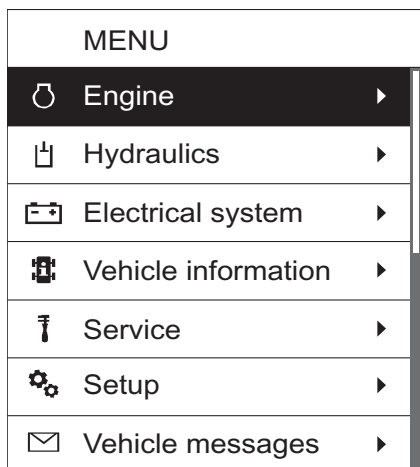 MENU
Engine
Hydraulics
Electrical system
Vehicle information
Service
Setup
Vehicle messages